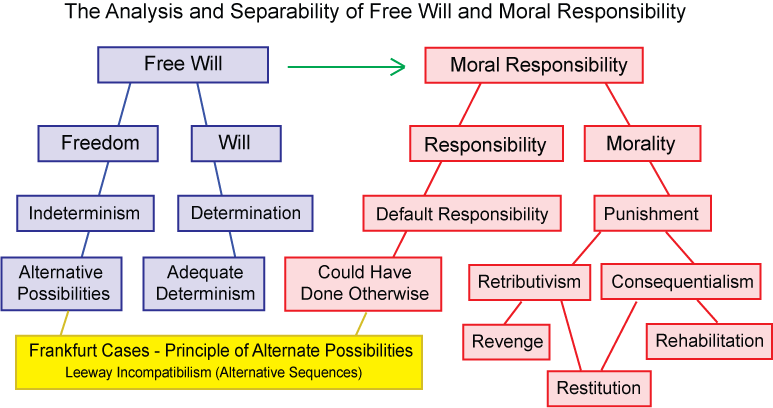 The Analysis and Separability of Free Will and Moral Responsibility
Free Will
Moral Responsibility
Freedom
Will
Responsibility
Morality
Indeterminism
Determination
Default Responsibility
Punishment
Alternative
Possibilities
Adequate
Determinism
Could Have
Done Otherwise
Retributivism
Consequentialism
Revenge
Rehabilitation
Restitution
Frankfurt Cases - Principle of Alternate Possibilities
Leeway Incompatibilism (Alternative Sequences)